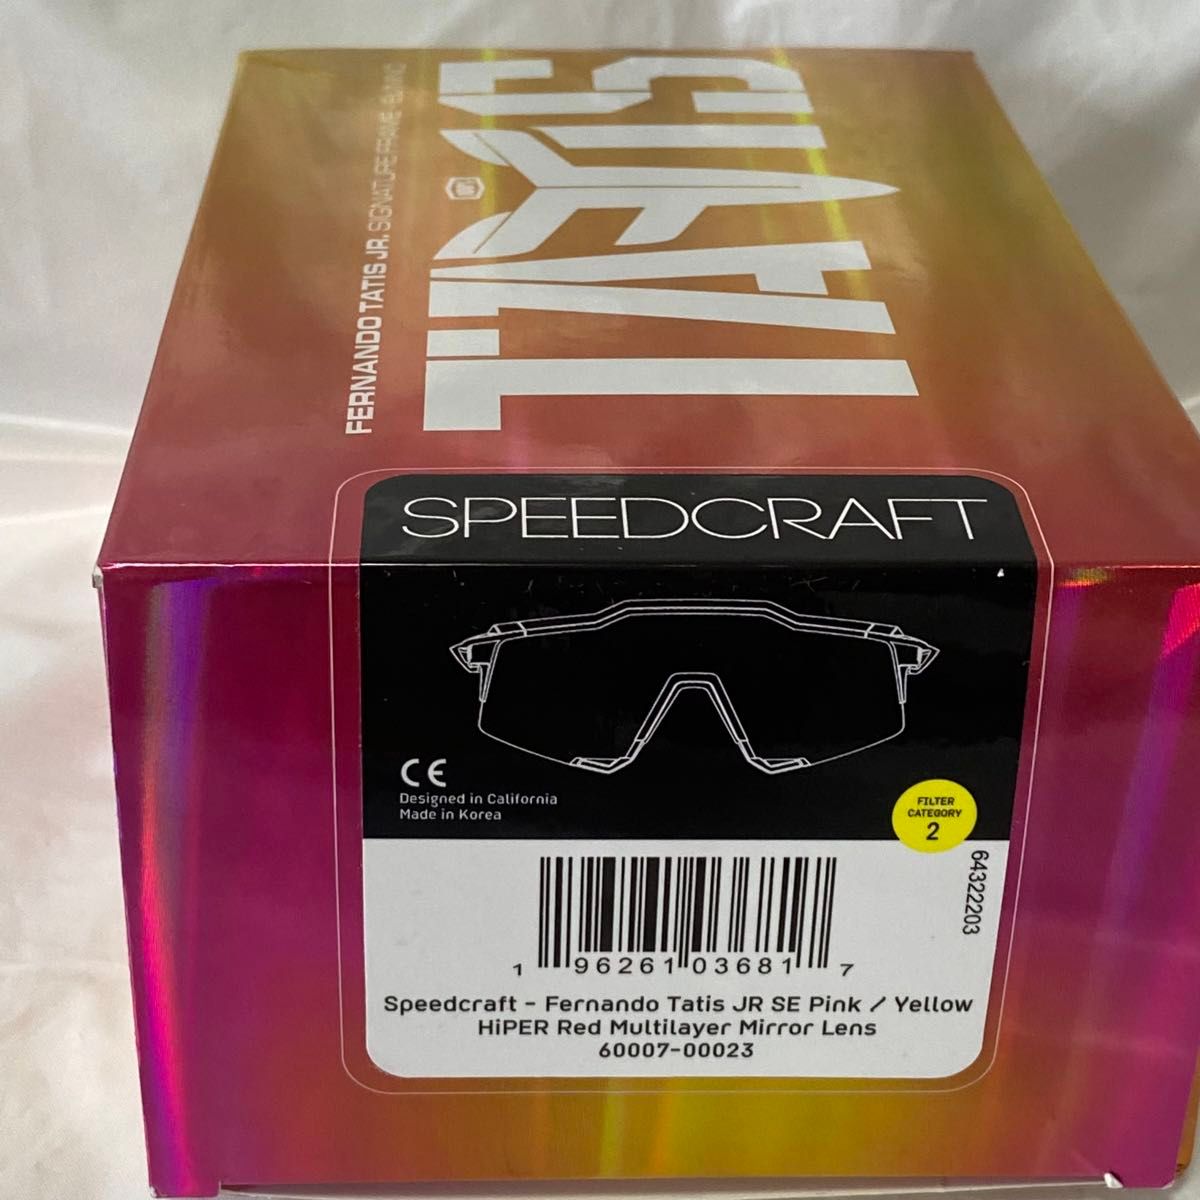 FERNANDO TATIS JR. SIGNATURE FRAME
TATIS
SPEEDCRAFT
CE
Designed in California
Made in Korea
FILTER
CATEGORY
2
64322203
1 96261 03681 7
Speedcraft - Fernando Tatis JR SE Pink / Yellow
HiPER Red Multilayer Mirror Lens
60007-00023